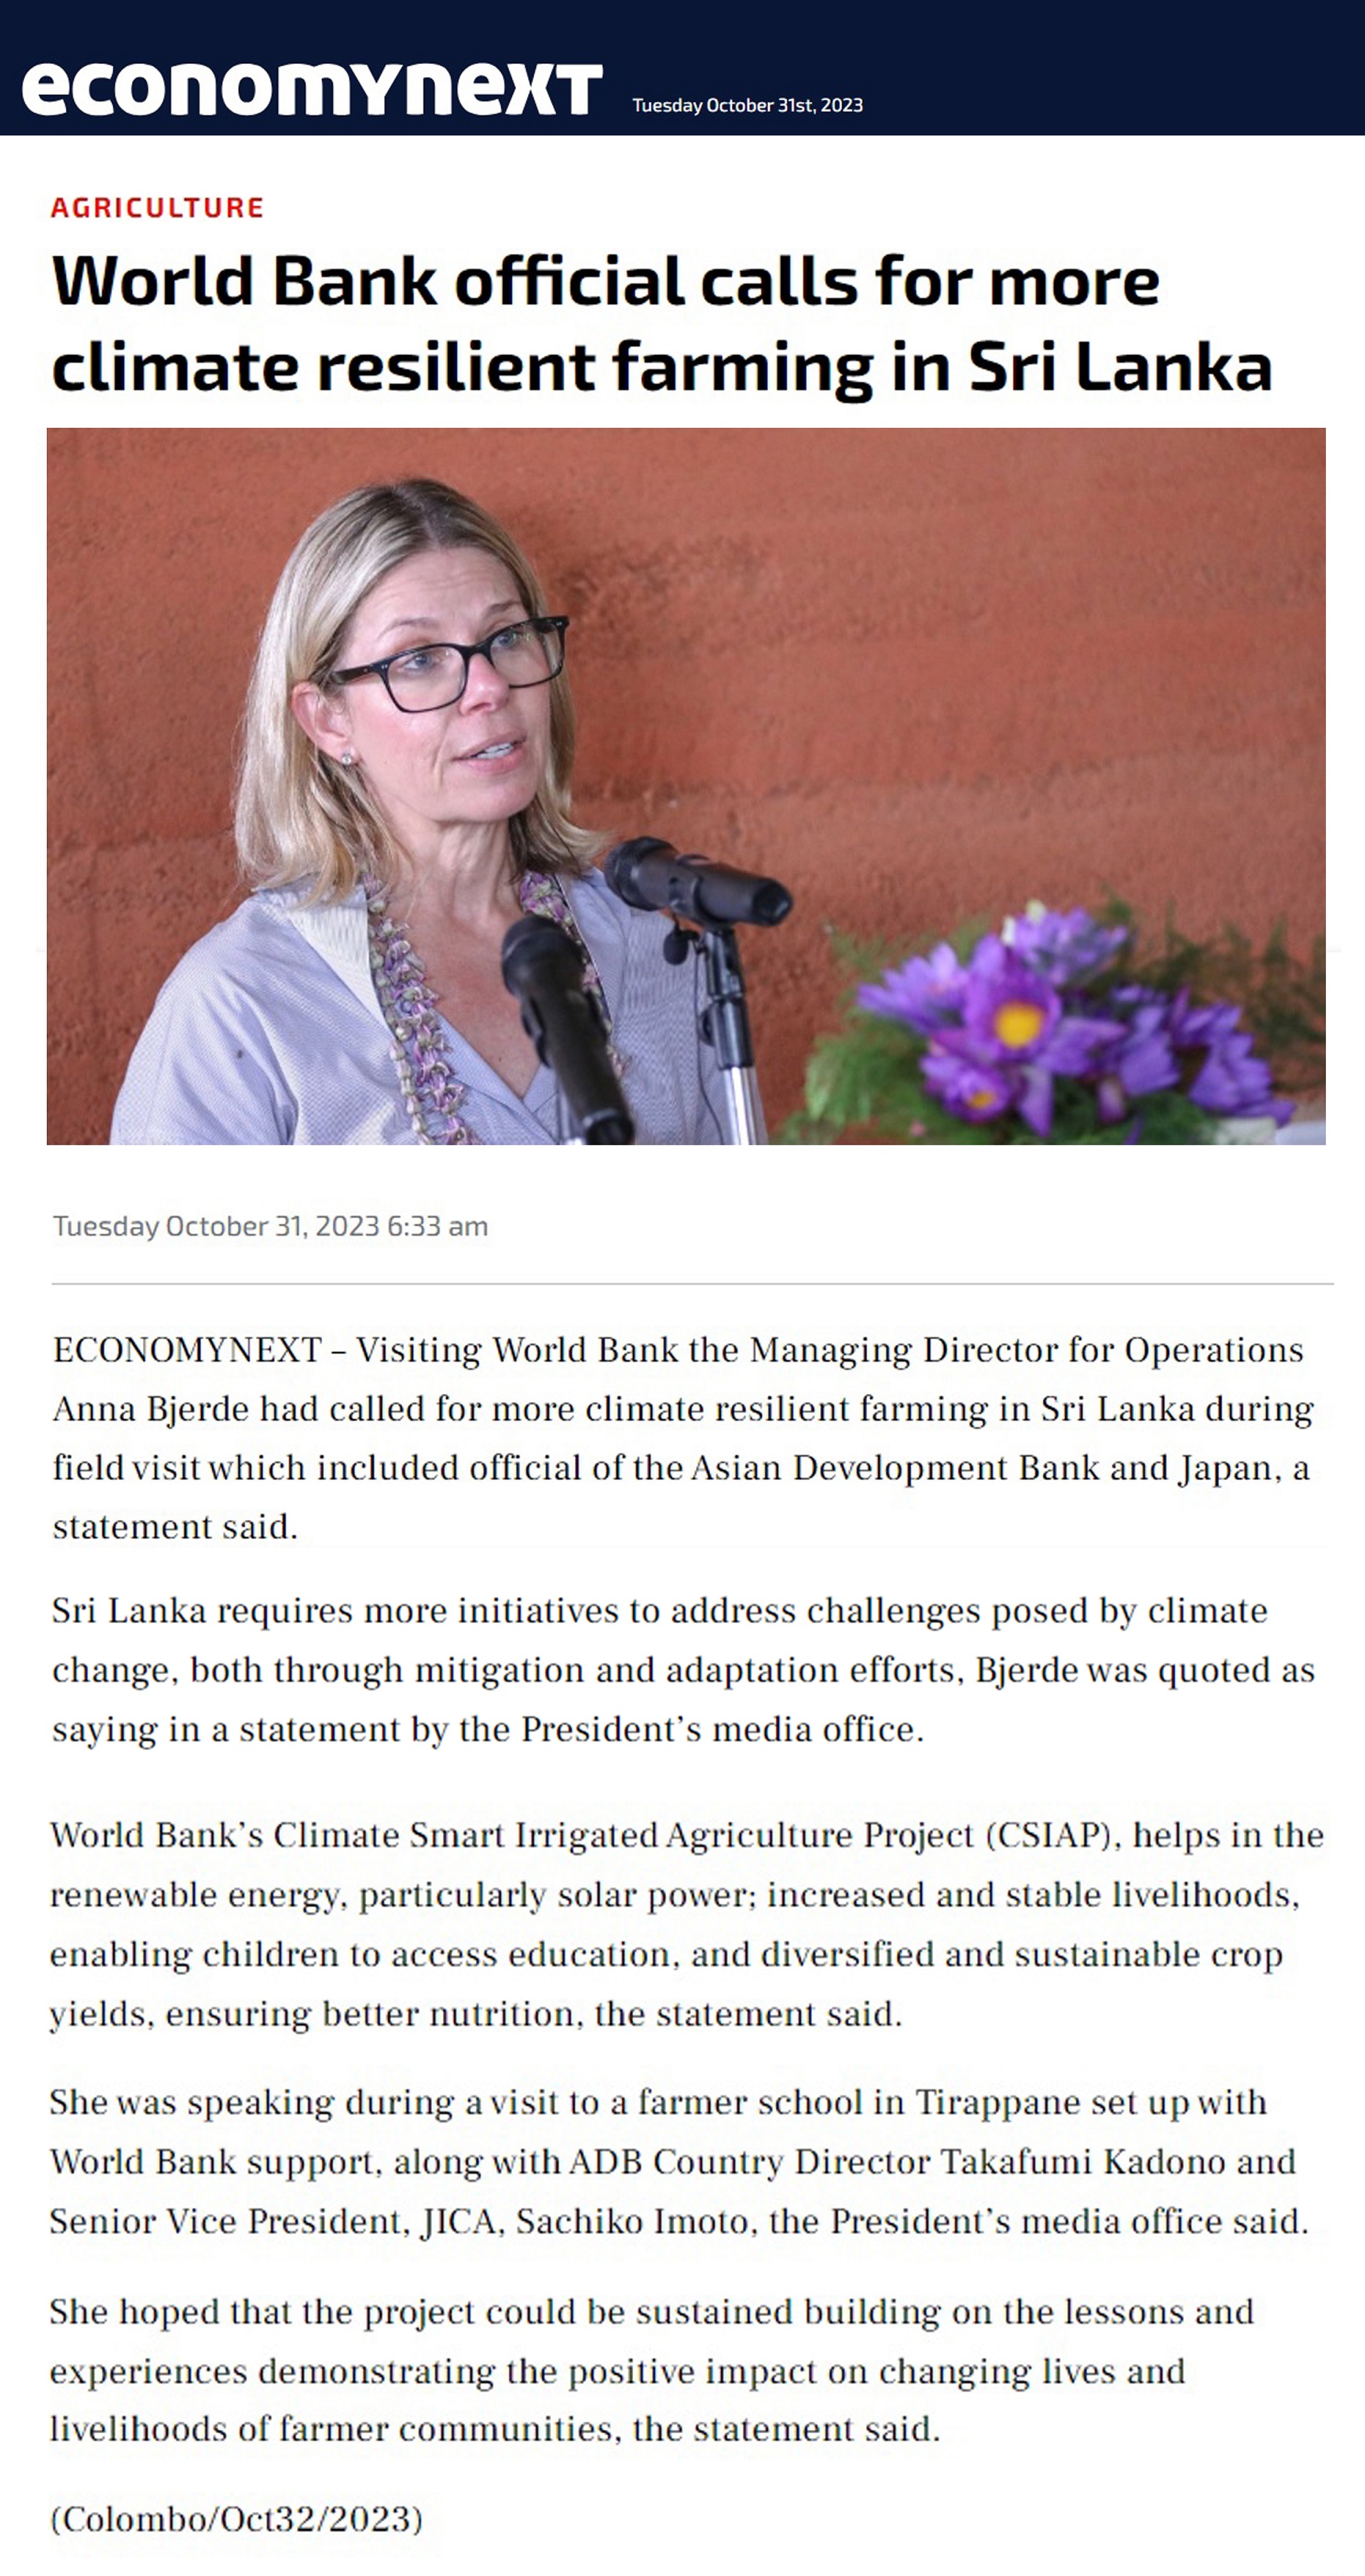 economynext
Tuesday October 31st, 2023
AGRICULTURE
World Bank official calls for more
climate resilient farming in Sri Lanka
Tuesday October 31, 2023 6:33 am
ECONOMYNEXT – Visiting World Bank the Managing Director for Operations
Anna Bjerde had called for more climate resilient farming in Sri Lanka during
field visit which included official of the Asian Development Bank and Japan, a
statement said.
Sri Lanka requires more initiatives to address challenges posed by climate
change, both through mitigation and adaptation efforts, Bjerde was quoted as
saying in a statement by the President’s media office.
World Bank’s Climate Smart Irrigated Agriculture Project (CSIAP), helps in the
renewable energy, particularly solar power; increased and stable livelihoods,
enabling children to access education, and diversified and sustainable crop
yields, ensuring better nutrition, the statement said.
She was speaking during a visit to a farmer school in Tirappane set up with
World Bank support, along with ADB Country Director Takafumi Kadono and
Senior Vice President, JICA, Sachiko Imoto, the President’s media office said.
She hoped that the project could be sustained building on the lessons and
experiences demonstrating the positive impact on changing lives and
livelihoods of farmer communities, the statement said.
(Colombo/Oct32/2023)